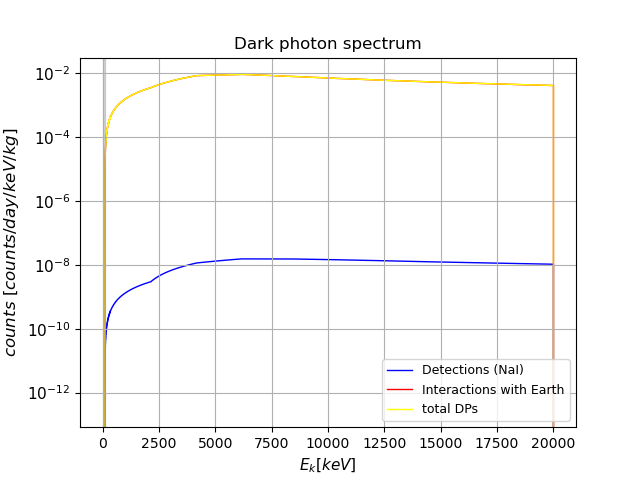 Dark photon spectrum
counts [counts/day/keV/kg]
10^{-2}
10^{-4}
10^{-6}
10^{-8}
10^{-10}
10^{-12}
Detections (NaI)
Interactions with Earth
total DPs
0 2500 5000 7500 10000 12500 15000 17500 20000
E_k[keV]